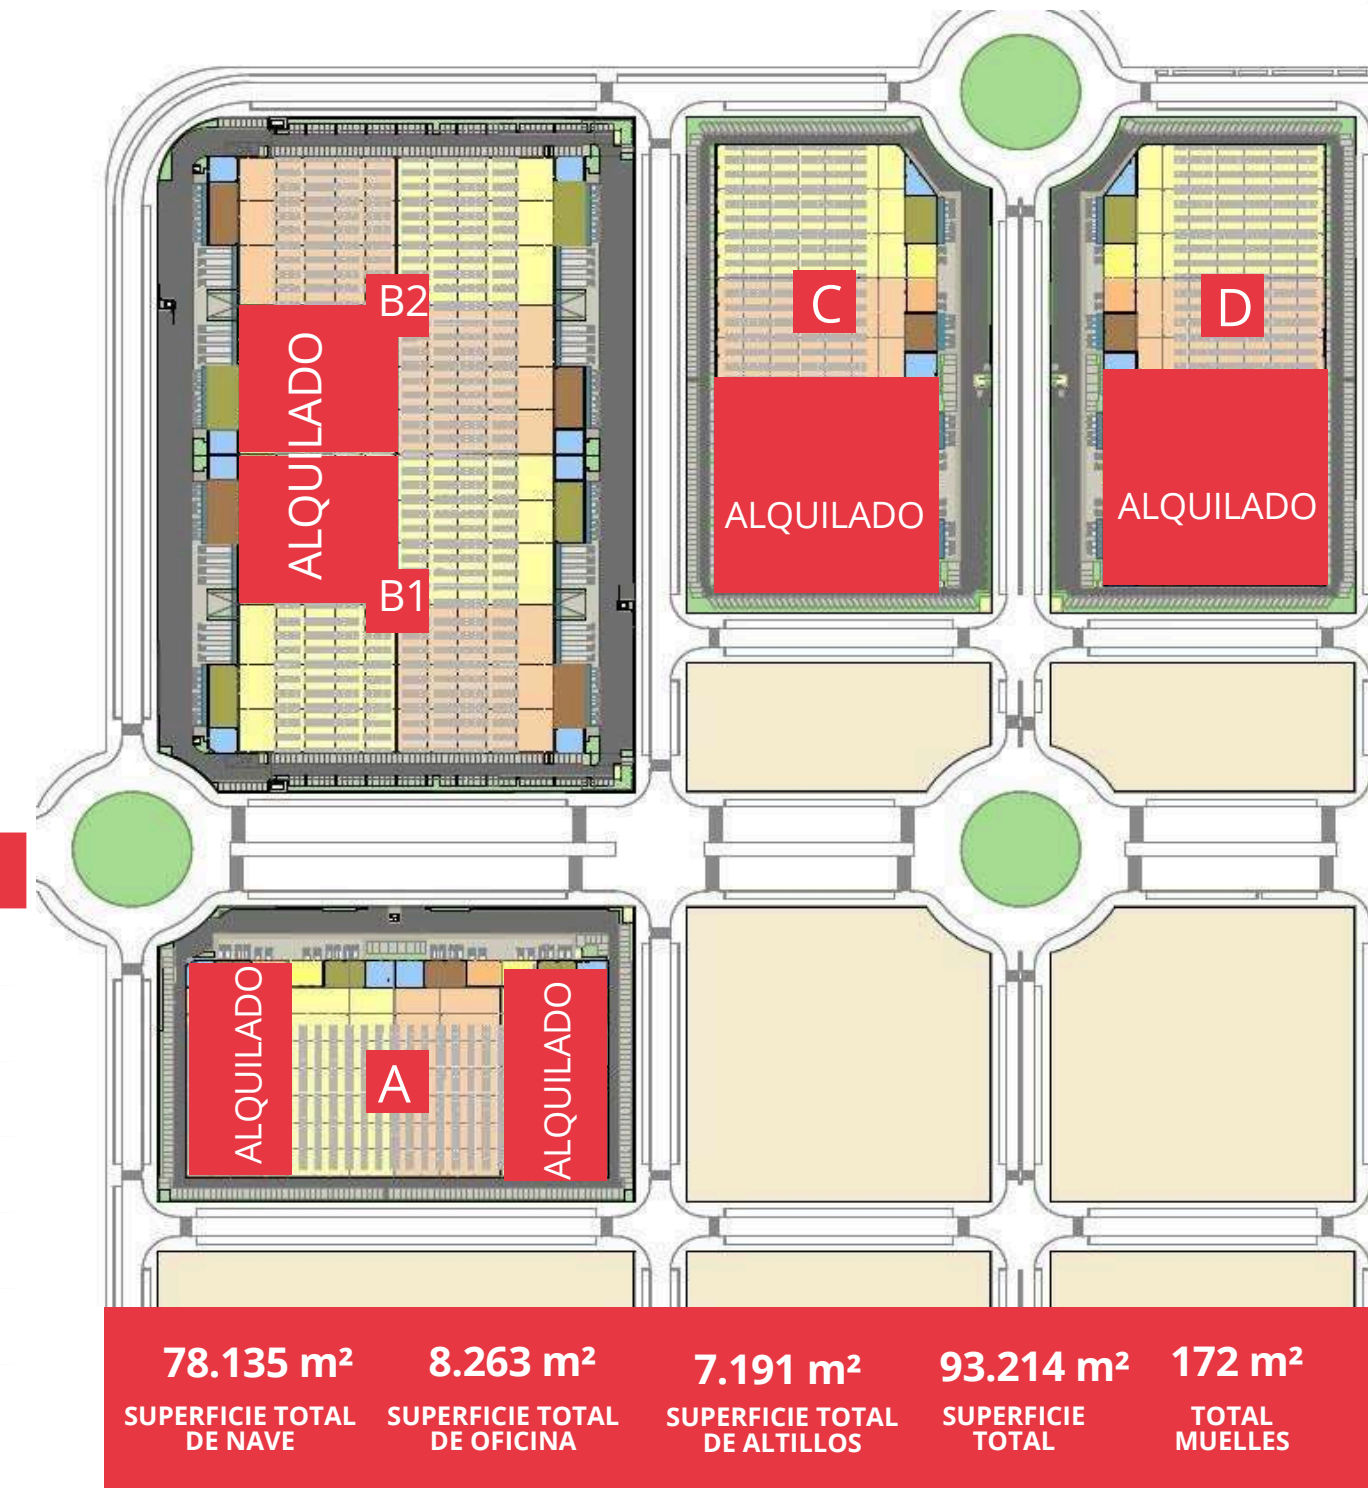 B2
C
D
ALQUILADO
ALQUILADO
ALQUILADO
B1
ALQUILADO
A
ALQUILADO
78.135 m²
SUPERFICIE TOTAL
DE NAVE
8.263 m²
SUPERFICIE TOTAL
DE OFICINA
7.191 m²
SUPERFICIE TOTAL
DE ALTILLOS
93.214 m²
SUPERFICIE
TOTAL
172 m²
TOTAL
MUELLES